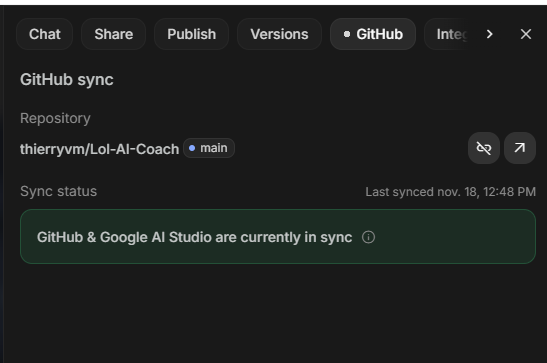 Chat Share Publish Versions GitHub Integ
GitHub sync
Repository
thierryvm/Lol-AI-Coach main
Sync status Last synced nov. 18, 12:48 PM
GitHub & Google AI Studio are currently in sync